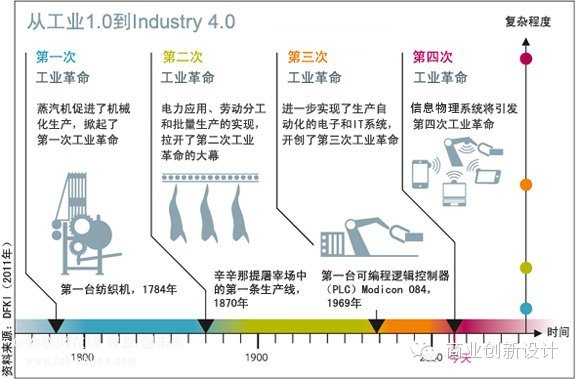 从工业1.0到Industry 4.0
复杂程度
第一次
工业革命
蒸汽机促进了机械
化生产，掀起了
第一次工业革命
第二次
工业革命
电力应用、劳动分工
和批量生产的实现，
拉开了第二次工业
革命的大幕
第三次
工业革命
进一步实现了生产自
动化的电子和IT系统，
开创了第三次工业革命
第四次
工业革命
信息物理系统将引发
第四次工业革命
第一台纺织机，1784年
辛辛那提屠宰场中
的第一条生产线，
1870年
第一台可编程逻辑控制器
（PLC）Modicon 084，
1969年
时间
1800
1900
2000
今天
资料来源：DFKI（2011年）
商业创新设计